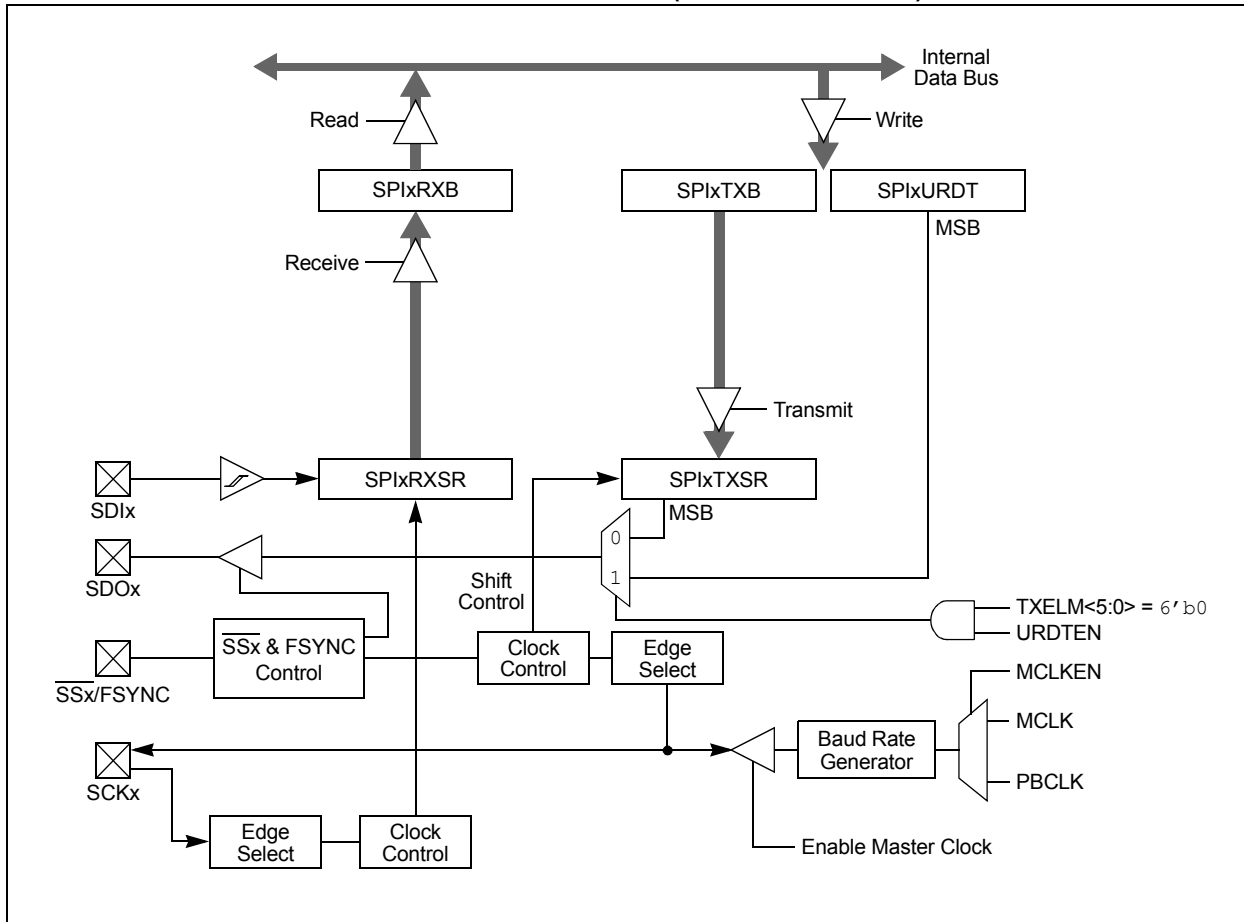 Internal
Data Bus
Read
Write
SPIxRXB
SPIxTXB
SPIxURDT
MSB
Receive
Transmit
SPIxRXSR
SPIxTXSR
SDIx
MSB
0
1
SDOx
Shift
Control
TXELM<5:0> = 6'b0
URDTEN
SSx & FSYNC
Control
Clock
Control
Edge
Select
SSx/FSYNC
MCLKEN
MCLK
Baud Rate
Generator
PBCLK
SCKx
Edge
Select
Clock
Control
Enable Master Clock